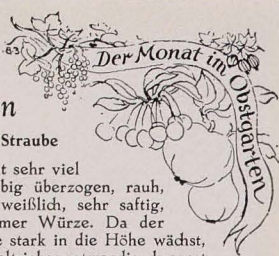 83
Der Monat im Obstgarten
n
Straube
t sehr viel
big überzogen, rauh,
weißlich, sehr saftig,
mer Würze. Da der
e stark in die Höhe wächst,